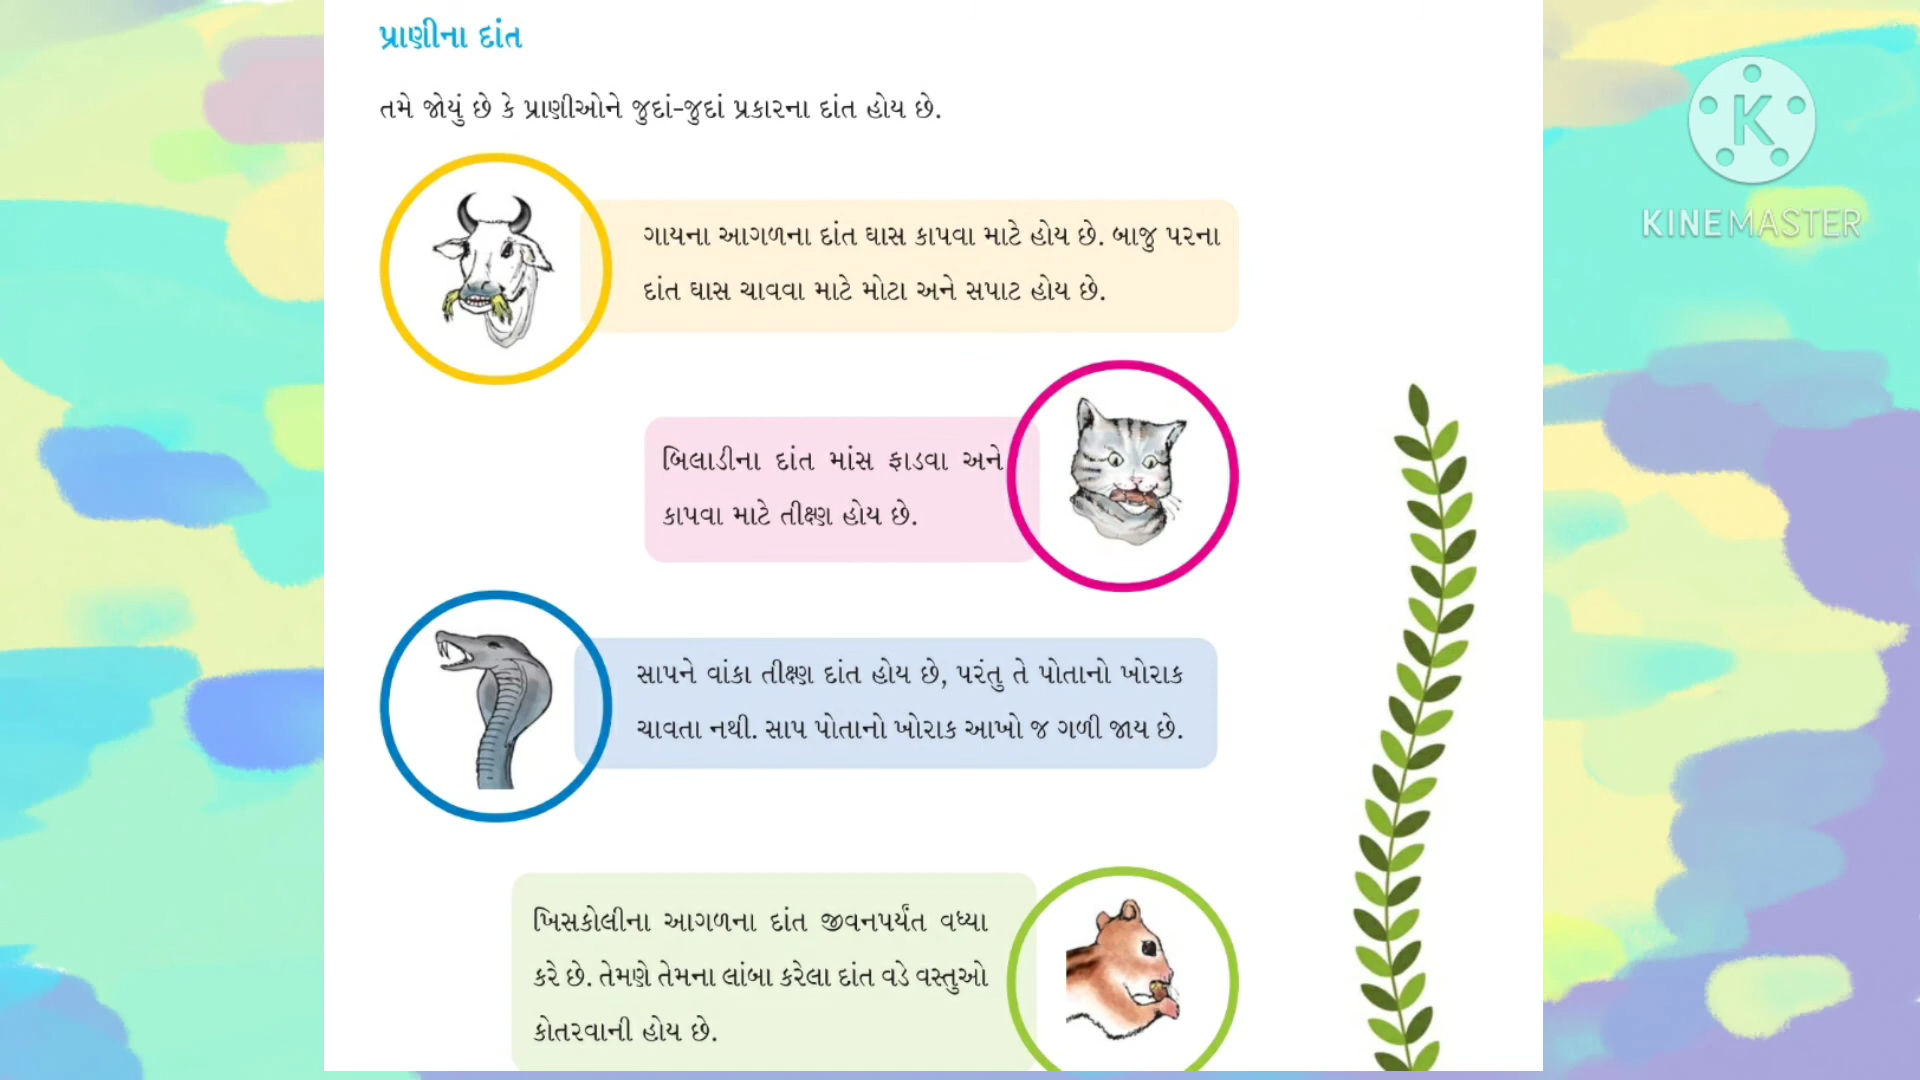 પ્રાણીના દાંત
તમે જોયું છે કે પ્રાણીઓને જુદાં-જુદાં પ્રકારના દાંત હોય છે.
ગાયના આગળના દાંત ઘાસ કાપવા માટે હોય છે. બાજુ પરના
દાંત ઘાસ ચાવવા માટે મોટા અને સપાટ હોય છે.
બિલાડીના દાંત માંસ ફાડવા અને
કાપવા માટે તીક્ષ્ણ હોય છે.
સાપને વાંકા તીક્ષ્ણ દાંત હોય છે, પરંતુ તે પોતાનો ખોરાક
ચાવતા નથી. સાપ પોતાનો ખોરાક આખો જ ગળી જાય છે.
ખિસકોલીના આગળના દાંત જીવનપર્યંત વધ્યા
કરે છે. તેમણે તેમના લાંબા કરેલા દાંત વડે વસ્તુઓ
કોતરવાની હોય છે.
K
KINEMASTER